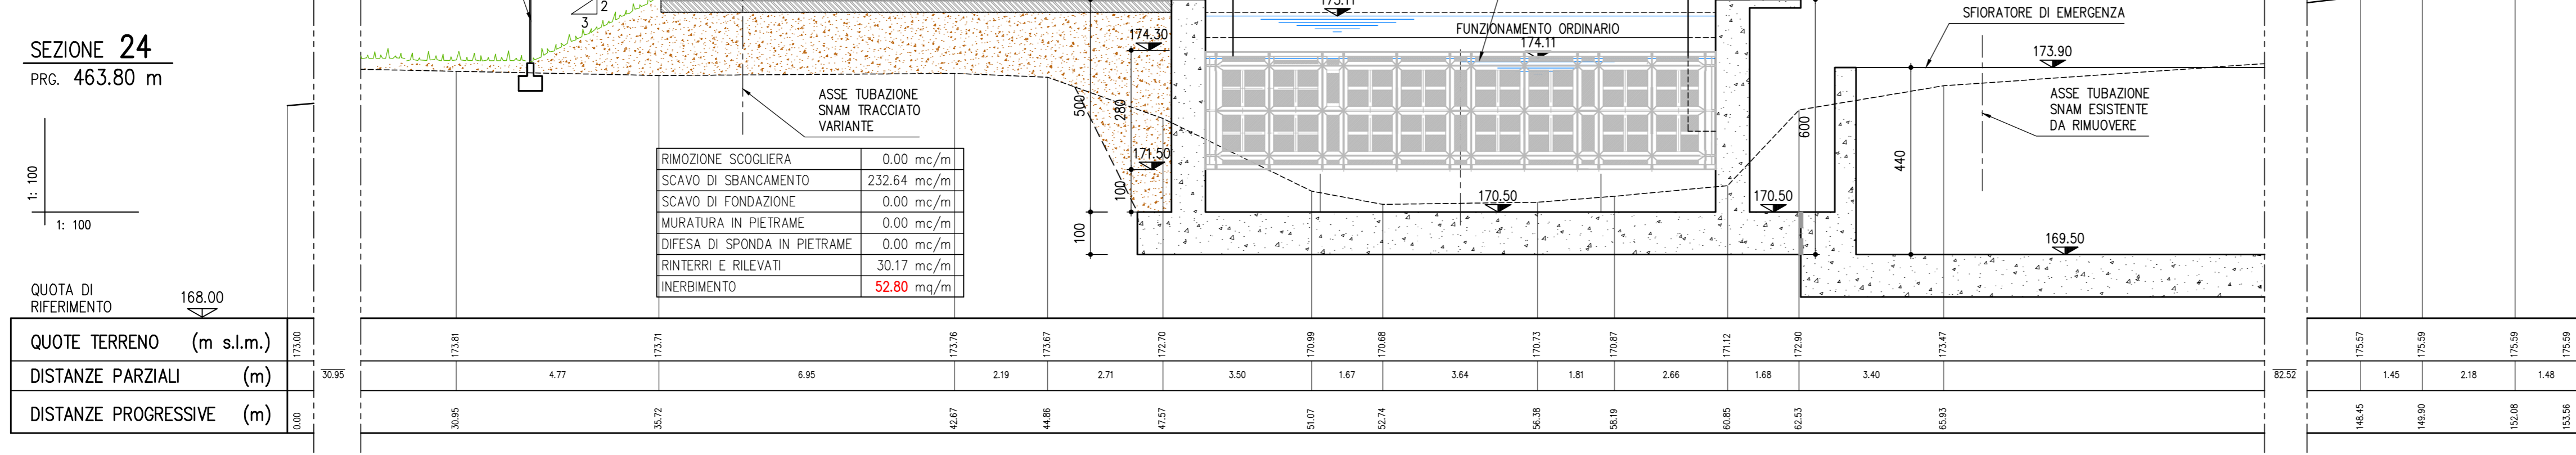 2
3
SEZIONE 24
PRG. 463.80 m
1: 100
1: 100
QUOTA DI
RIFERIMENTO
168.00
ASSE TUBAZIONE
SNAM TRACCIATO
VARIANTE
RIMOZIONE SCOGLIERA 0.00 mc/m
SCAVO DI SBANCAMENTO 232.64 mc/m
SCAVO DI FONDAZIONE 0.00 mc/m
MURATURA IN PIETRAME 0.00 mc/m
DIFESA DI SPONDA IN PIETRAME 0.00 mc/m
RINTERRI E RILEVATI 30.17 mc/m
INERBIMENTO 52.80 mq/m
174.30
500
280
171.50
100
100
FUNZIONAMENTO ORDINARIO
174.11
170.50
170.50
600
440
SFIORATORE DI EMERGENZA
173.90
ASSE TUBAZIONE
SNAM ESISTENTE
DA RIMUOVERE
169.50
QUOTE TERRENO (m s.l.m.) 173.00 173.81 173.71 173.76 173.67 172.70 170.99 170.68 170.73 170.87 171.12 172.90 173.47 175.57 175.59 175.59 175.59
DISTANZE PARZIALI (m) 30.95 4.77 6.95 2.19 2.71 3.50 1.67 3.64 1.81 2.66 1.68 3.40 82.52 1.45 2.18 1.48
DISTANZE PROGRESSIVE (m) 0.00 30.95 35.72 42.67 44.86 47.57 51.07 52.74 56.38 58.19 60.85 62.53 65.93 148.45 149.90 152.08 153.56